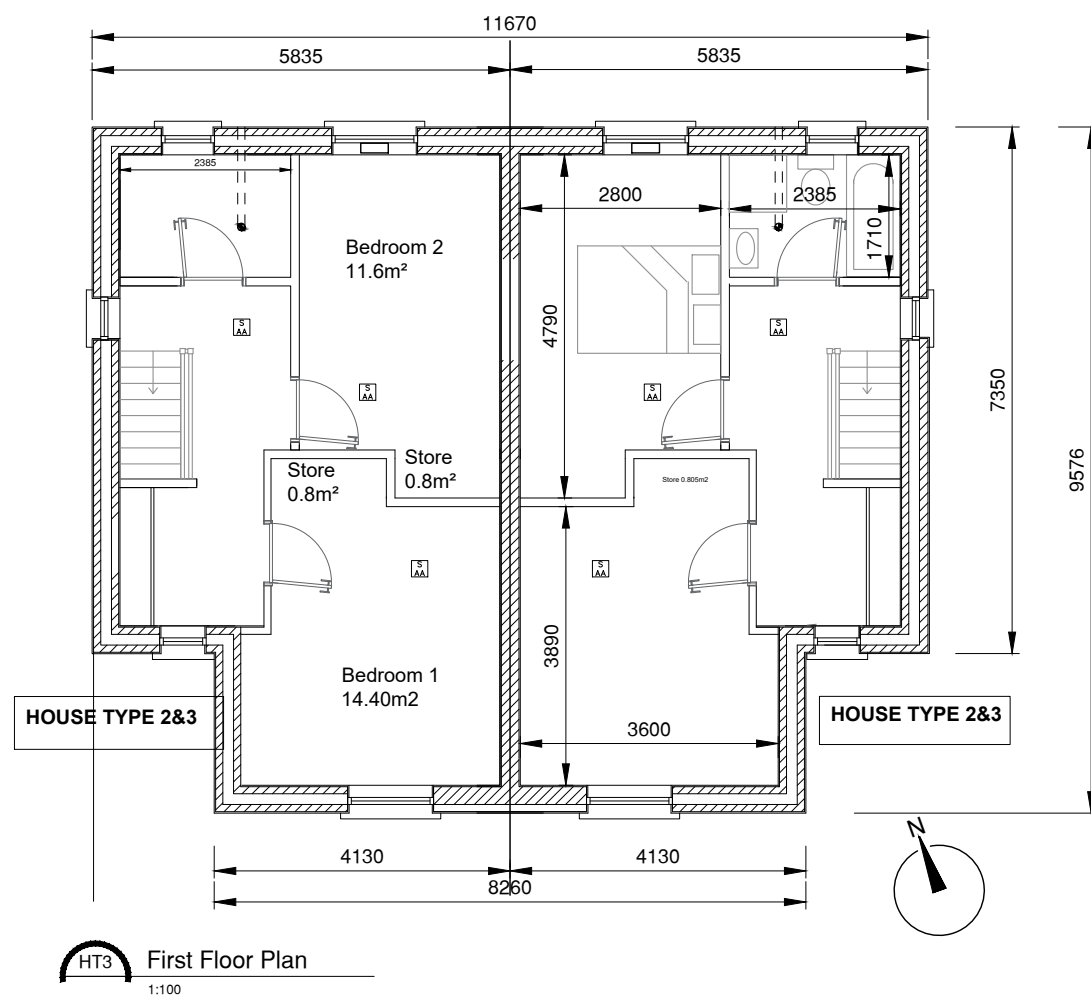 11670
5835
5835
2385
2800
2385
1710
Bedroom 2
11.6m²
S
AA
S
AA
4790
S
AA
S
AA
7350
9576
Store
0.8m²
Store
0.8m²
Store 0.805m2
S
AA
S
AA
3890
Bedroom 1
14.40m2
HOUSE TYPE 2&3
HOUSE TYPE 2&3
3600
N
4130
4130
8260
HT3
First Floor Plan
1:100